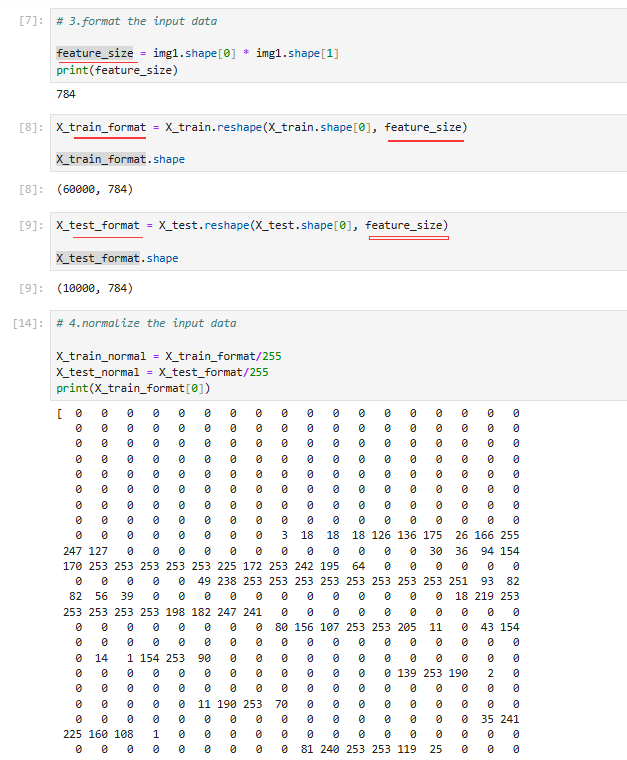 [7]:
# 3.format the input data
feature_size = img1.shape[0] * img1.shape[1]
print(feature_size)
784
[8]:
X_train_format = X_train.reshape(X_train.shape[0], feature_size)
X_train_format.shape
[8]:
(60000, 784)
[9]:
X_test_format = X_test.reshape(X_test.shape[0], feature_size)
X_test_format.shape
[9]:
(10000, 784)
[14]:
# 4.normalize the input data
X_train_normal = X_train_format/255
X_test_normal = X_test_format/255
print(X_train_format[0])
[ 0 0 0 0 0 0 0 0 0 0 0 0 0 0 0 0 0 0
0 0 0 0 0 0 0 0 0 0 0 0 0 0 0 0 0 0
0 0 0 0 0 0 0 0 0 0 0 0 0 0 0 0 0 0
0 0 0 0 0 0 0 0 0 0 0 0 0 0 0 0 0 0
0 0 0 0 0 0 0 0 0 0 0 0 0 0 0 0 0 0
0 0 0 0 0 0 0 0 0 0 0 0 0 0 0 0 0 0
0 0 0 0 0 0 0 0 0 0 0 0 0 0 0 0 0 0
0 0 0 0 0 0 0 0 0 0 0 0 0 0 0 0 0 0
0 0 0 0 0 0 0 0 3 18 18 18 126 136 175 26 166 255
247 127 0 0 0 0 0 0 0 0 0 0 0 0 30 36 94 154
170 253 253 253 253 253 225 172 253 242 195 64 0 0 0 0 0 0
0 0 0 0 0 49 238 253 253 253 253 253 253 253 253 251 93 82
82 56 39 0 0 0 0 0 0 0 0 0 0 0 0 18 219 253
253 253 253 253 198 182 247 241 0 0 0 0 0 0 0 0 0 0
0 0 0 0 0 0 0 0 80 156 107 253 253 205 11 0 43 154
0 0 0 0 0 0 0 0 0 0 0 0 0 0 0 0 0 0
0 14 1 154 253 90 0 0 0 0 0 0 0 0 0 0 0 0
0 0 0 0 0 0 0 0 0 0 0 0 0 139 253 190 2 0
0 0 0 0 0 0 0 0 0 0 0 0 0 0 0 0 0 0
0 0 0 0 0 11 190 253 70 0 0 0 0 0 0 0 0 0
0 0 0 0 0 0 0 0 0 0 0 0 0 0 0 0 35 241
225 160 108 1 0 0 0 0 0 0 0 0 0 0 0 0 0 0
0 0 0 0 0 0 0 0 0 81 240 253 253 119 25 0 0 0